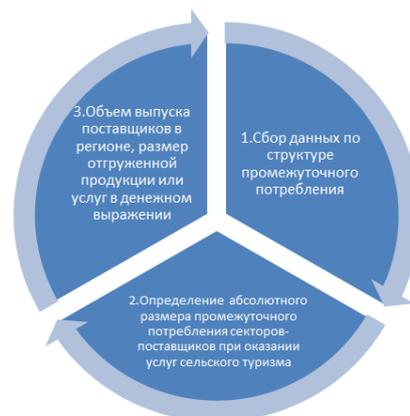 3.Объем выпуска
поставщиков в
регионе, размер
отгруженной
продукции или
услуг в денежном
выражении
1.Сбор данных по
структуре
промежуточного
потребления
2.Определение абсолютного
размера промежуточного
потребления секторов-
поставщиков при оказании
услуг сельского туризма